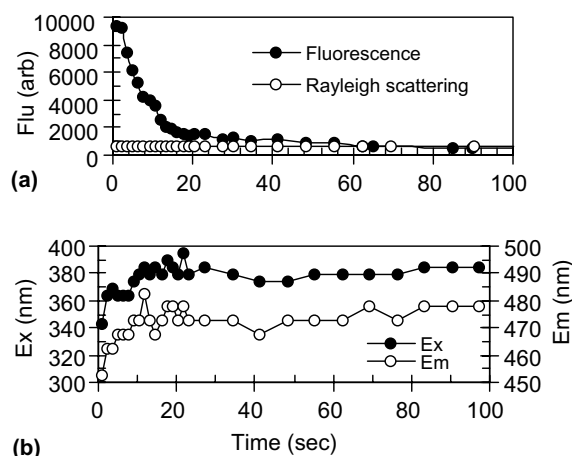 (a)
Flu (arb)
10000
8000
6000
4000
2000
0
Fluorescence
Rayleigh scattering
0 20 40 60 80 100
(b)
Ex (nm)
400
380
360
340
320
300
500
490
480
470
460
450
Em (nm)
Ex
Em
0 20 40 60 80 100
Time (sec)